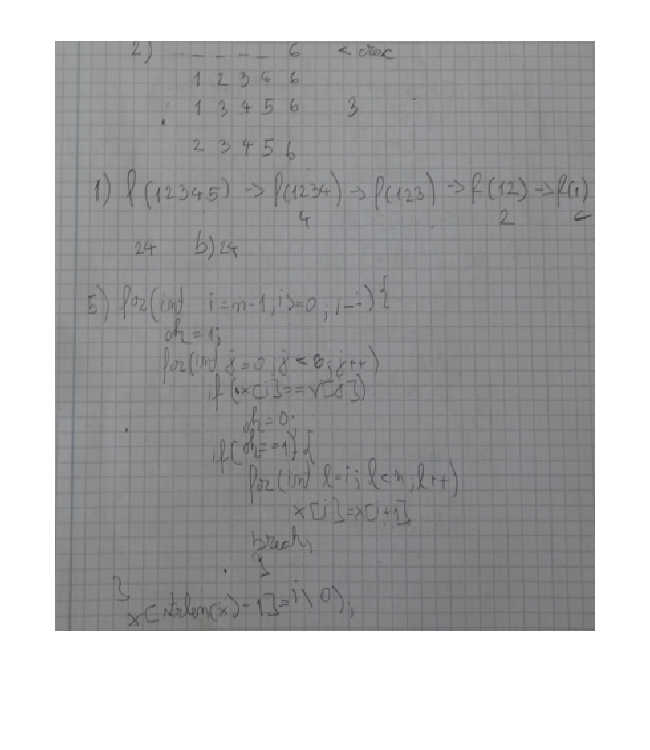 2) _ _ _ _ 6
1 2 3 4 6
1 3 4 5 6 3
2 3 4 5 6
1) f(12345) -> f(1234) -> f(123) -> f(12) -> f(1)
4 2
24 b) 24
5) for(int i=n-1; i>=0; i--) {
ok = 1;
for(int j=0; j<6; j++)
if(x[i]==v[j])
ok=0;
if(ok==1){
for(int l=i; l<n; l++)
x[i]=x[i+1]
break;
}
}
x[strlen(x)-1]='\0';